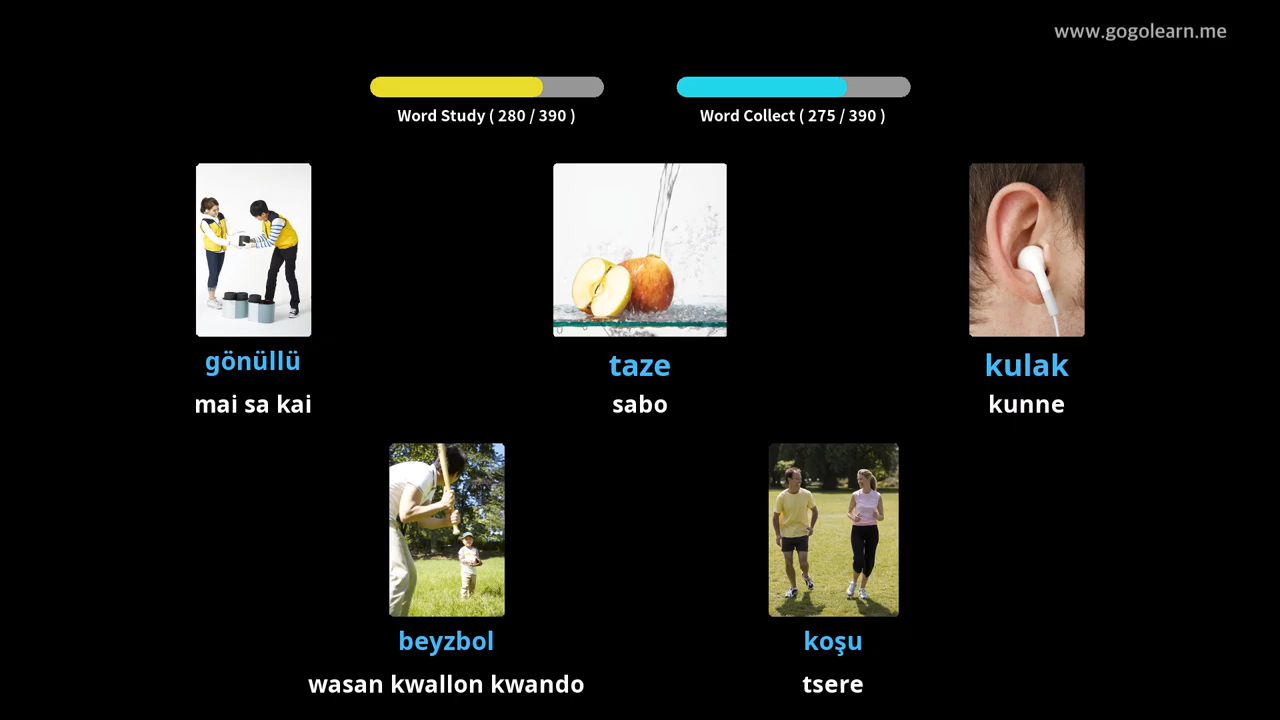 www.gogolearn.me
Word Study ( 280 / 390 )
Word Collect ( 275 / 390 )
gönüllü
mai sa kai
taze
sabo
kulak
kunne
beyzbol
wasan kwallon kwando
koşu
tsere